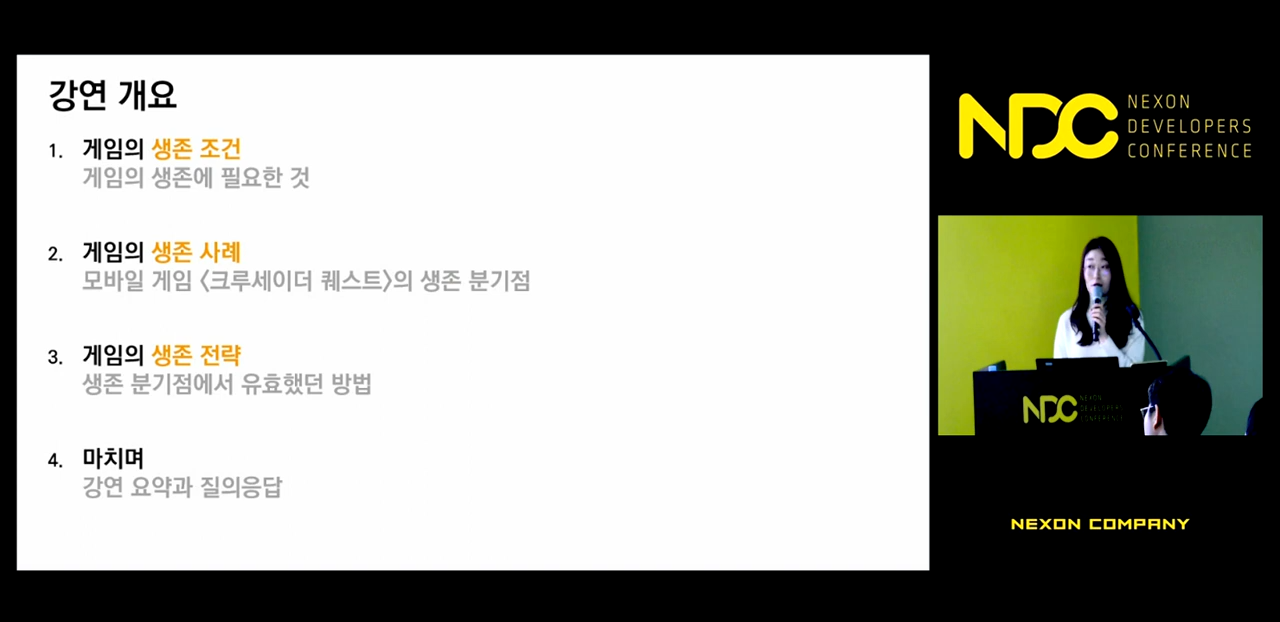 강연 개요
1. 게임의 생존 조건
게임의 생존에 필요한 것
2. 게임의 생존 사례
모바일 게임 〈크루세이더 퀘스트〉의 생존 분기점
3. 게임의 생존 전략
생존 분기점에서 유효했던 방법
4. 마치며
강연 요약과 질의응답
NDC
NEXON
DEVELOPERS
CONFERENCE
NDC
NEXON
DEVELOPERS
CONFERENCE
NEXON COMPANY